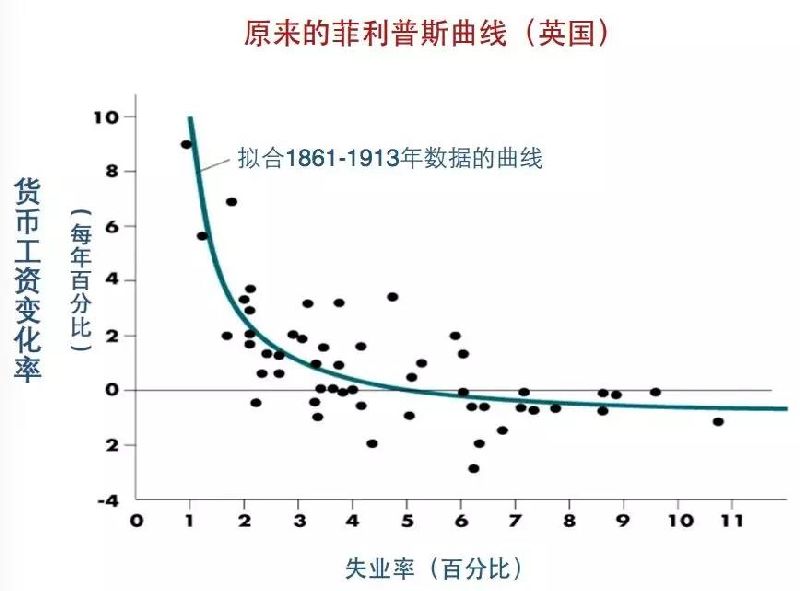 原来的菲利普斯曲线（英国）
拟合1861-1913年数据的曲线
货币工资变化率
（每年百分比）
10
8
6
4
2
0
2
-4
0 1 2 3 4 5 6 7 8 9 10 11
失业率（百分比）